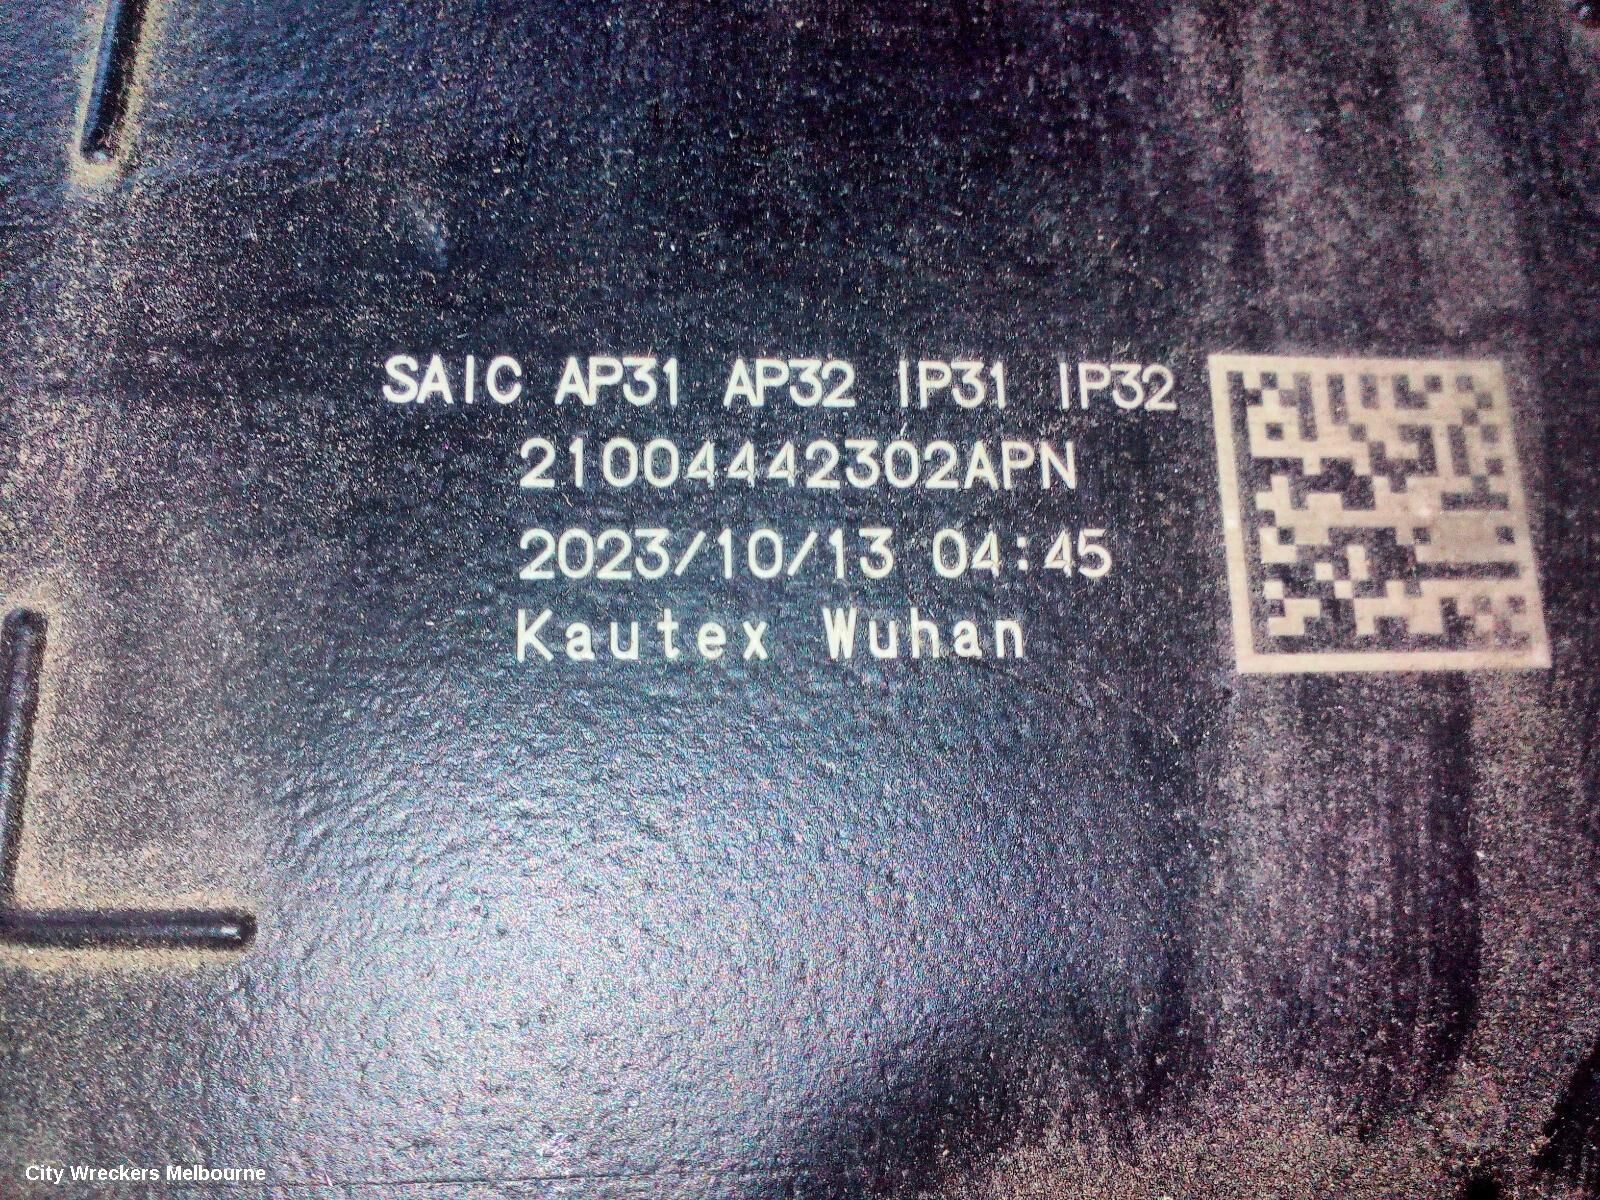 SAIC AP31 AP32 IP31 IP32
21004442302APN
2023/10/13 04:45
Kautex Wuhan
City Wreckers Melbourne